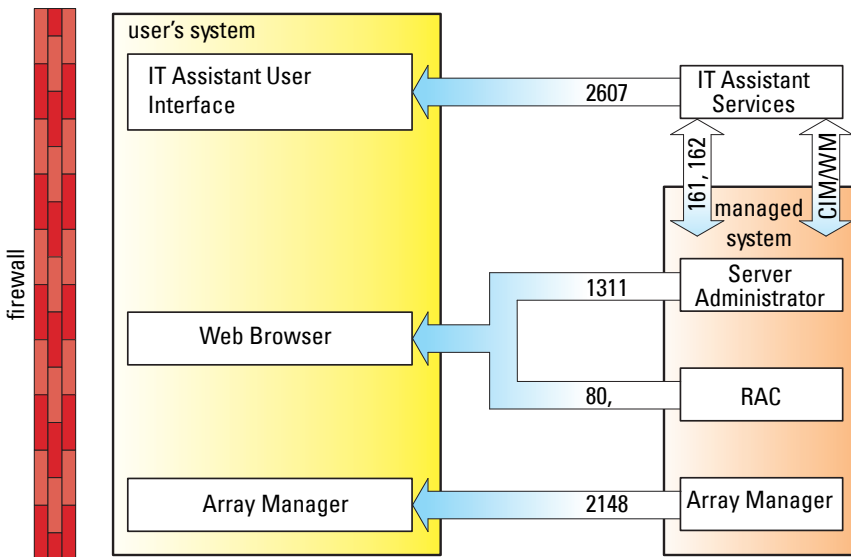 firewall
user's system
IT Assistant User
Interface
2607
IT Assistant
Services
161, 162
CIM/WM
managed
system
Web Browser
1311
Server
Administrator
80,
RAC
Array Manager
2148
Array Manager